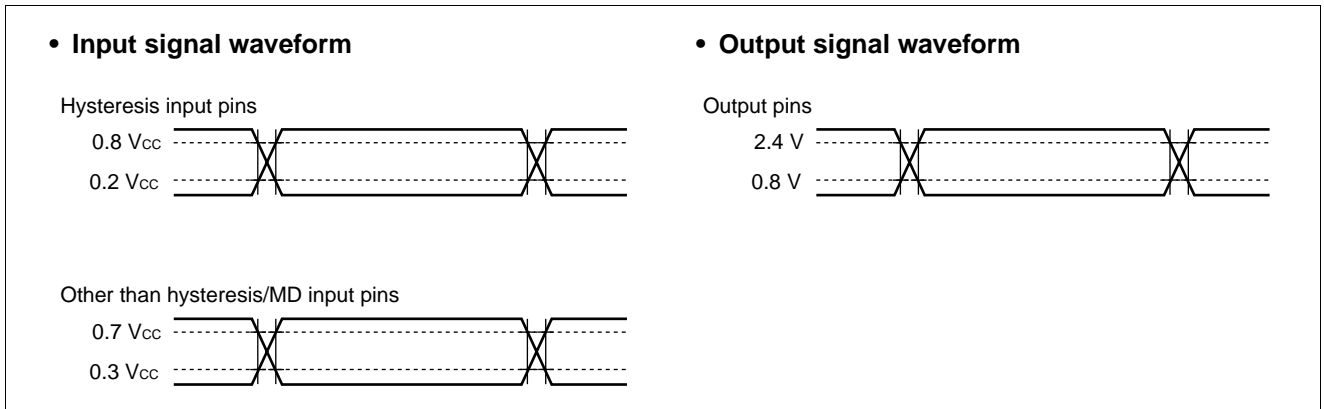 • Input signal waveform
Hysteresis input pins
0.8 Vcc
0.2 Vcc
Other than hysteresis/MD input pins
0.7 Vcc
0.3 Vcc
• Output signal waveform
Output pins
2.4 V
0.8 V